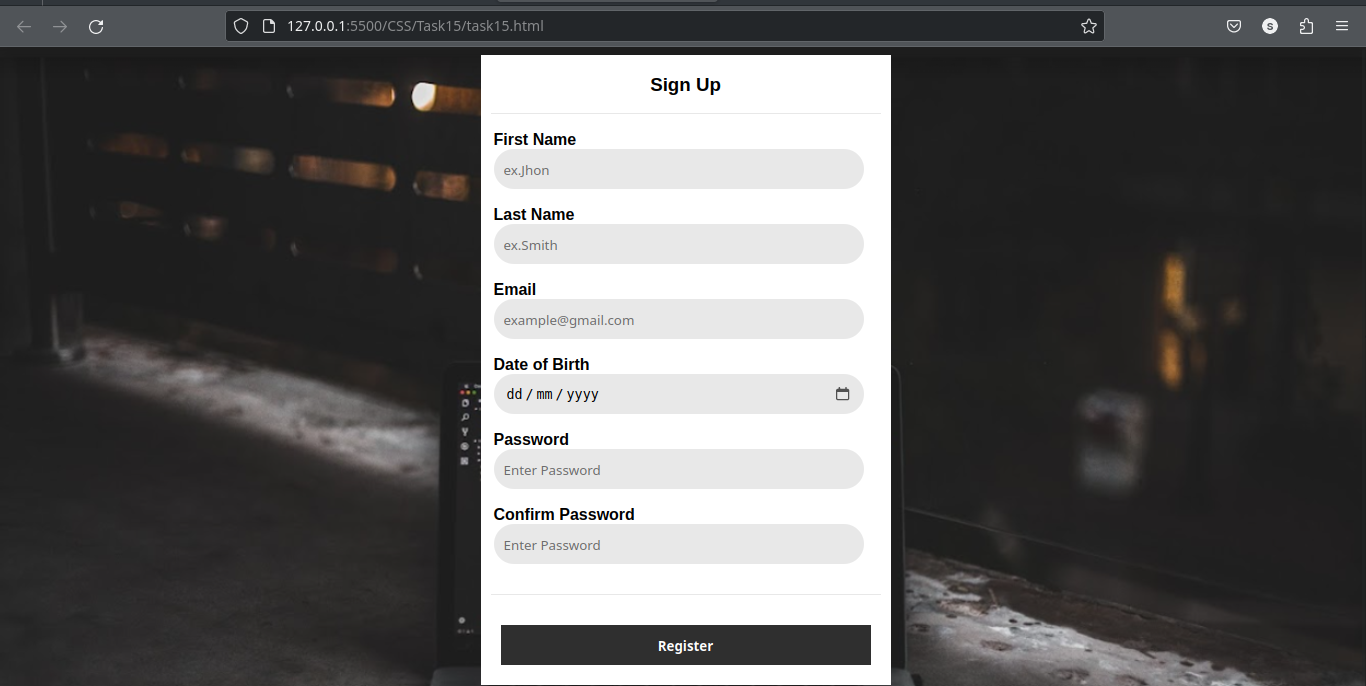 127.0.0.1:5500/CSS/Task15/task15.html
S
Sign Up
First Name
ex.Jhon
Last Name
ex.Smith
Email
example@gmail.com
Date of Birth
dd / mm / yyyy
Password
Enter Password
Confirm Password
Enter Password
Register